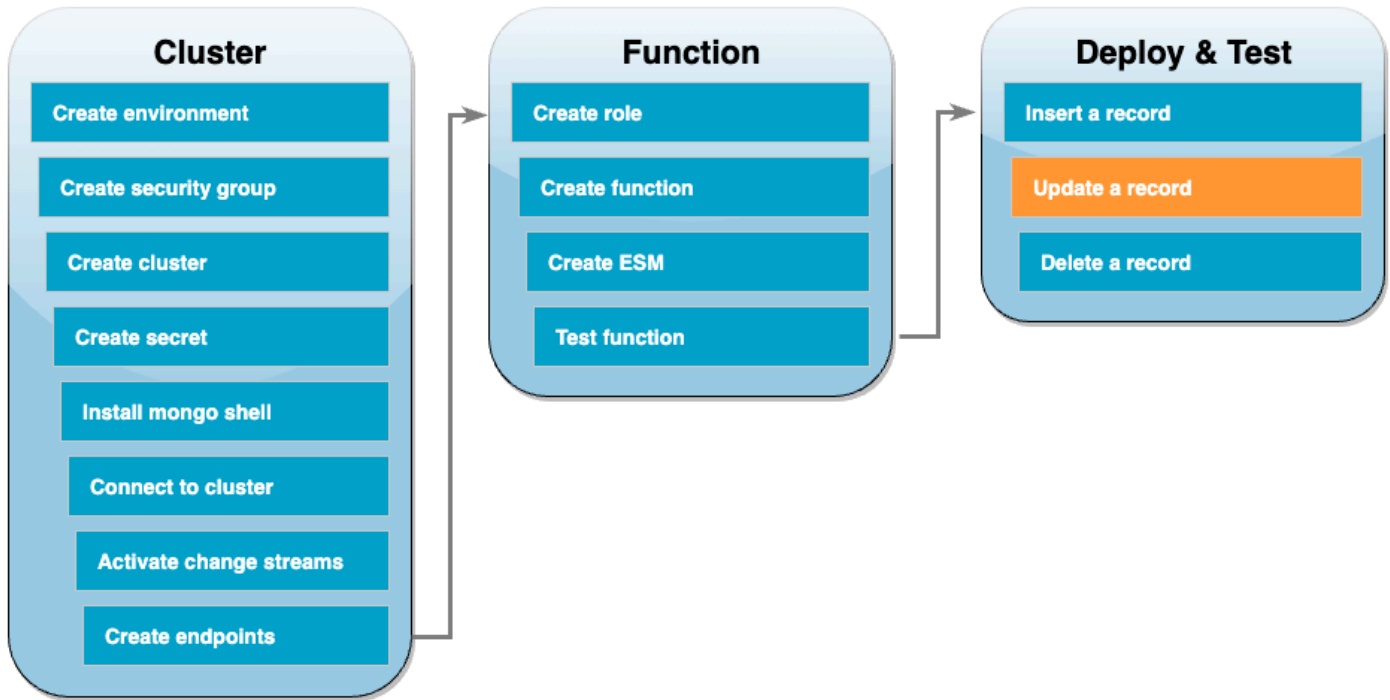 Cluster
Create environment
Create security group
Create cluster
Create secret
Install mongo shell
Connect to cluster
Activate change streams
Create endpoints
Function
Create role
Create function
Create ESM
Test function
Deploy & Test
Insert a record
Update a record
Delete a record